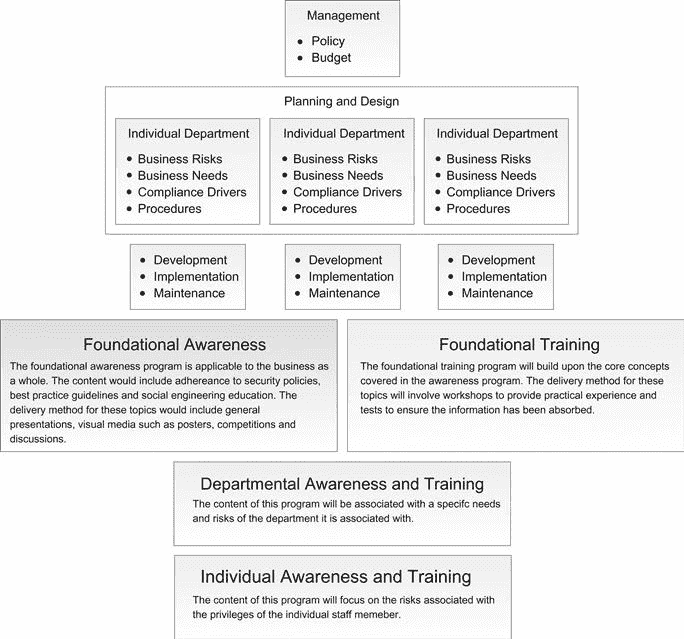 Management
• Policy
• Budget
Planning and Design
Individual Department
• Business Risks
• Business Needs
• Compliance Drivers
• Procedures
Individual Department
• Business Risks
• Business Needs
• Compliance Drivers
• Procedures
Individual Department
• Business Risks
• Business Needs
• Compliance Drivers
• Procedures
• Development
• Implementation
• Maintenance
• Development
• Implementation
• Maintenance
• Development
• Implementation
• Maintenance
Foundational Awareness
The foundational awareness program is applicable to the business as
a whole. The content would include adhereance to security policies,
best practice guidelines and social engineering education. The
delivery method for these topics would include general
presentations, visual media such as posters, competitions and
discussions.
Foundational Training
The foundational training program will build upon the core concepts
covered in the awareness program. The delivery method for these
topics will involve workshops to provide practical experience and
tests to ensure the information has been absorbed.
Departmental Awareness and Training
The content of this program will be associated with a specifc needs
and risks of the department it is associated with.
Individual Awareness and Training
The content of this program will focus on the risks associated with
the privileges of the individual staff memeber.